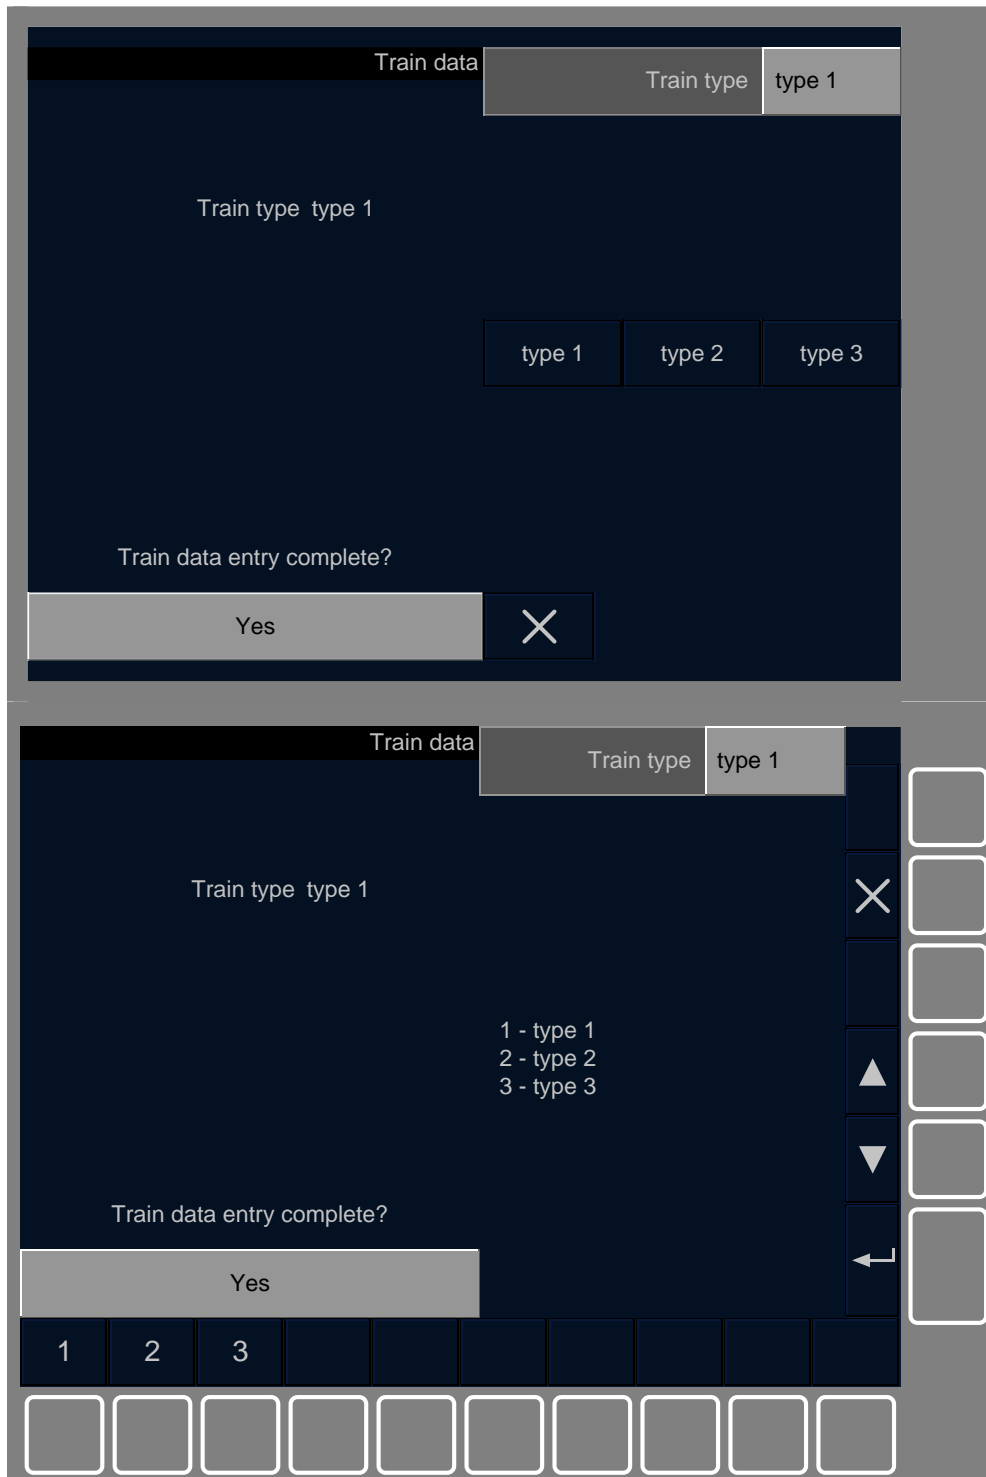 Train data
Train type type 1
Train type type 1
type 1 type 2 type 3
Train data entry complete?
Yes
Train data
Train type type 1
Train type type 1
1 - type 1
2 - type 2
3 - type 3
Train data entry complete?
Yes
1 2 3